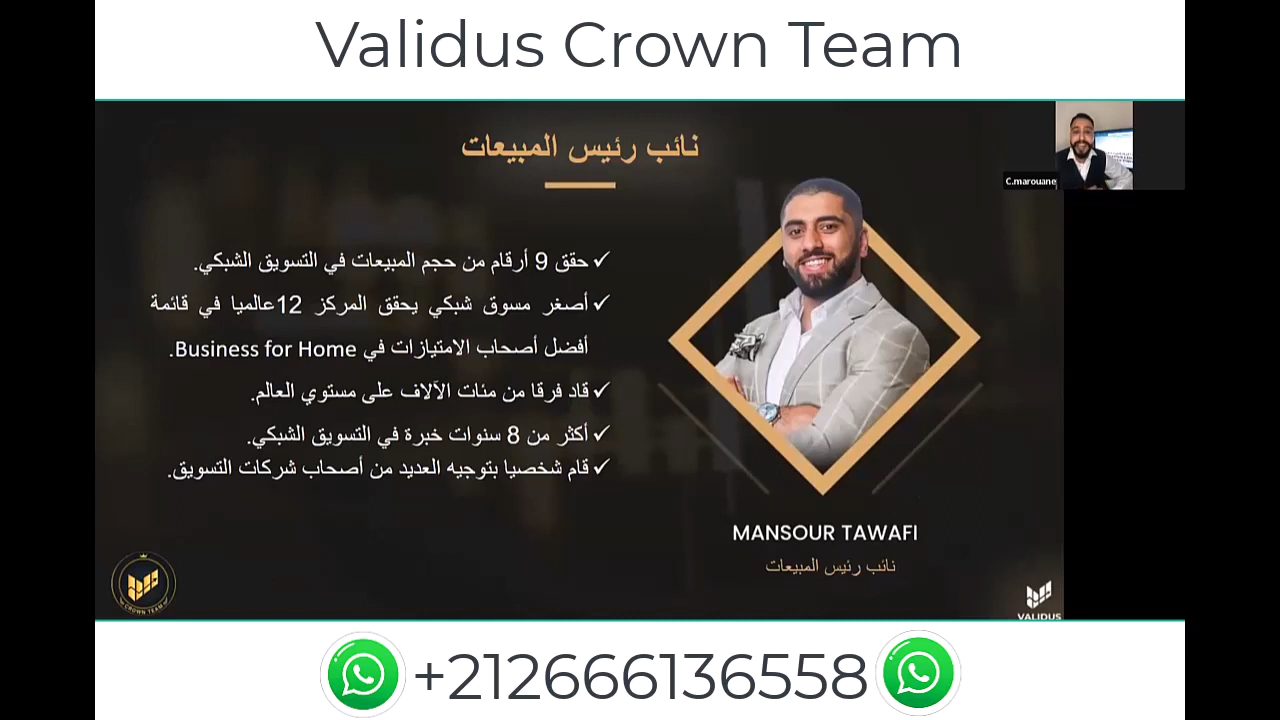 Validus Crown Team
نائب رئيس المبيعات
C.marouane
✓ حقق 9 أرقام من حجم المبيعات في التسويق الشبكي.
✓ أصغر مسوق شبكي يحقق المركز 12عالميا في قائمة
أفضل أصحاب الامتيازات في Business for Home.
✓ قاد فرقا من مئات الآلاف على مستوي العالم.
✓ أكثر من 8 سنوات خبرة في التسويق الشبكي.
✓ قام شخصيا بتوجيه العديد من أصحاب شركات التسويق.
MANSOUR TAWAFI
نائب رئيس المبيعات
CROWN TEAM
VALIDUS
+212666136558